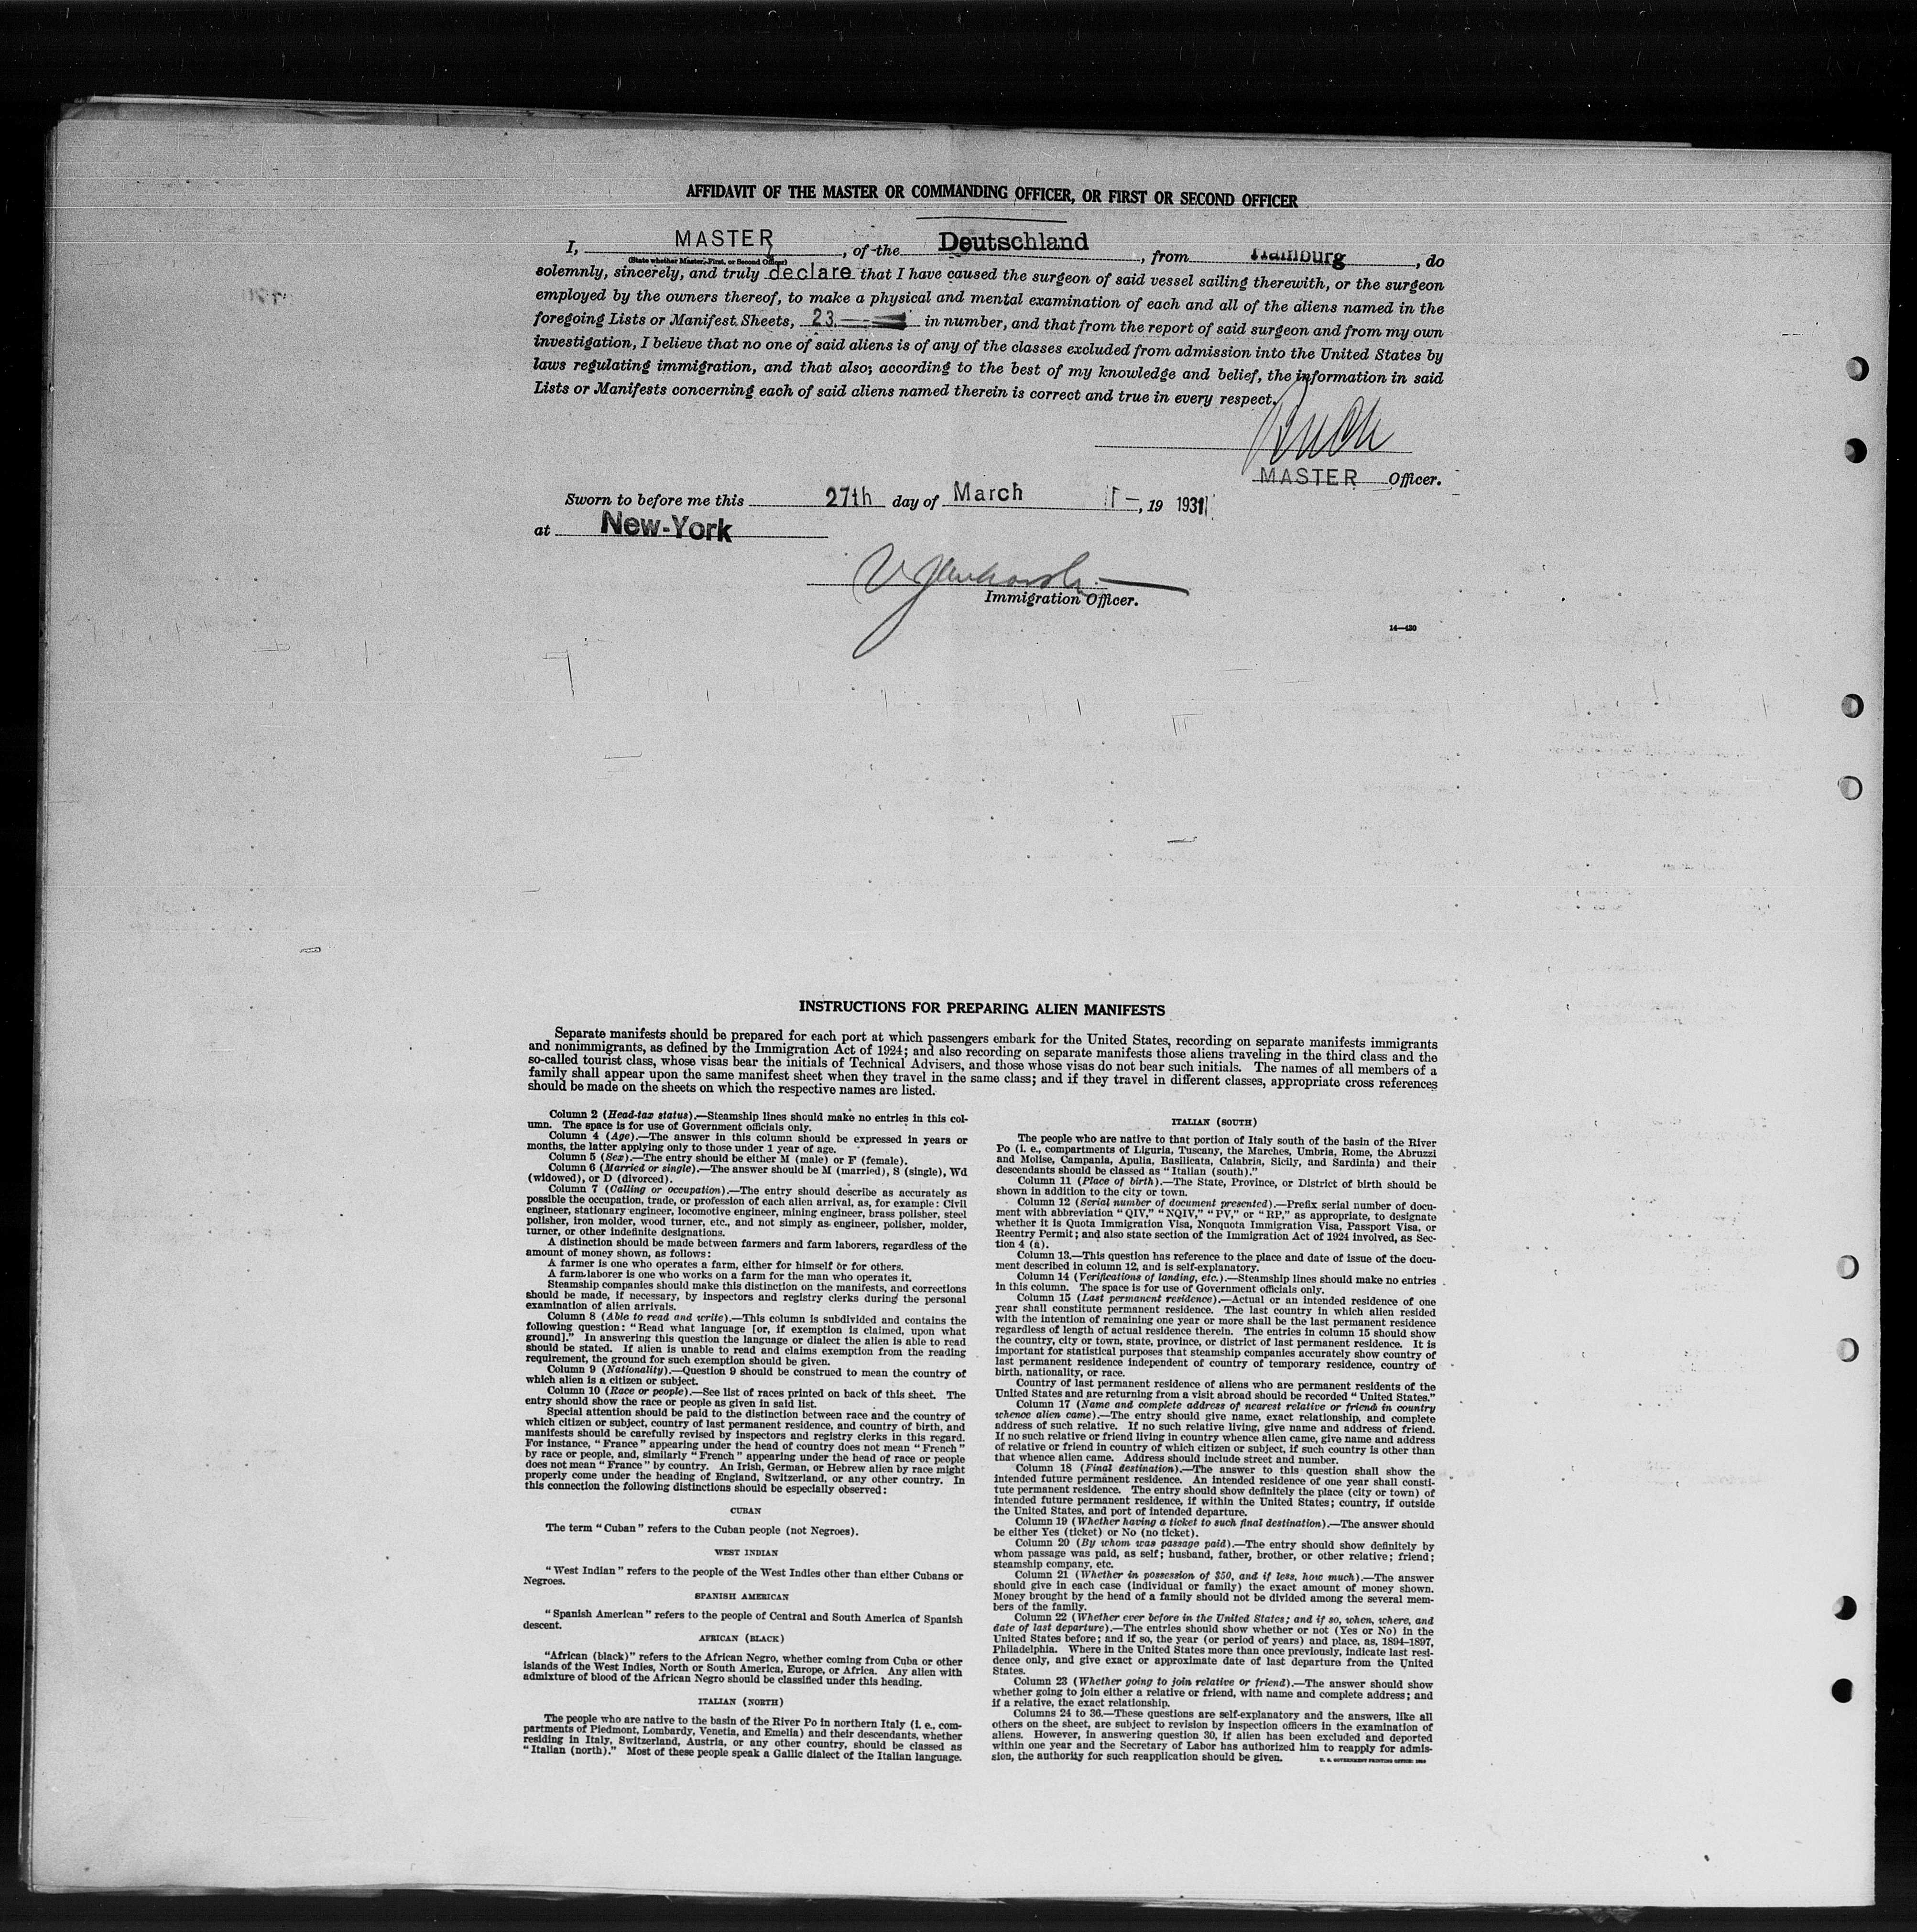 AFFIDAVIT OF THE MASTER OR COMMANDING OFFICER, OR FIRST OR SECOND OFFICER
I, MASTER, of the Deutschland, from Hamburg, do
(State whether Master, First, or Second Officer)
solemnly, sincerely, and truly declare that I have caused the surgeon of said vessel sailing therewith, or the surgeon
employed by the owners thereof, to make a physical and mental examination of each and all of the aliens named in the
foregoing Lists or Manifest Sheets, 23 in number, and that from the report of said surgeon and from my own
investigation, I believe that no one of said aliens is of any of the classes excluded from admission into the United States by
laws regulating immigration, and that also, according to the best of my knowledge and belief, the information in said
Lists or Manifests concerning each of said aliens named therein is correct and true in every respect.
MASTER Officer.
Sworn to before me this 27th day of March, 19 1931
at New-York
Immigration Officer.
14—430
INSTRUCTIONS FOR PREPARING ALIEN MANIFESTS
Separate manifests should be prepared for each port at which passengers embark for the United States, recording on separate manifests immigrants
and nonimmigrants, as defined by the Immigration Act of 1924; and also recording on separate manifests those aliens traveling in the third class and the
so-called tourist class, whose visas bear the initials of Technical Advisers, and those whose visas do not bear such initials. The names of all members of a
family shall appear upon the same manifest sheet when they travel in the same class; and if they travel in different classes, appropriate cross references
should be made on the sheets on which the respective names are listed.
Column 2 (Head-tax status).—Steamship lines should make no entries in this col-
umn. The space is for use of Government officials only.
Column 4 (Age).—The answer in this column should be expressed in years or
months, the latter applying only to those under 1 year of age.
Column 5 (Sex).—The entry should be either M (male) or F (female).
Column 6 (Married or single).—The answer should be M (married), S (single), Wd
(widowed), or D (divorced).
Column 7 (Calling or occupation).—The entry should describe as accurately as
possible the occupation, trade, or profession of each alien arrival, as, for example: Civil
engineer, stationary engineer, locomotive engineer, mining engineer, brass polisher, steel
polisher, iron molder, wood turner, etc., and not simply as engineer, polisher, molder,
turner, or other indefinite designations.
A distinction should be made between farmers and farm laborers, regardless of the
amount of money shown, as follows:
A farmer is one who operates a farm, either for himself or for others.
A farm laborer is one who works on a farm for the man who operates it.
Steamship companies should make this distinction on the manifests, and corrections
should be made, if necessary, by inspectors and registry clerks during the personal
examination of alien arrivals.
Column 8 (Able to read and write).—This column is subdivided and contains the
following question: "Read what language [or, if exemption is claimed, upon what
ground]." In answering this question the language or dialect the alien is able to read
should be stated. If alien is unable to read and claims exemption from the reading
requirement, the ground for such exemption should be given.
Column 9 (Nationality).—Question 9 should be construed to mean the country of
which alien is a citizen or subject.
Column 10 (Race or people).—See list of races printed on back of this sheet. The
entry should show the race or people as given in said list.
Special attention should be paid to the distinction between race and the country of
which citizen or subject, country of last permanent residence, and country of birth, and
manifests should be carefully revised by inspectors and registry clerks in this regard.
For instance, "France" appearing under the head of country does not mean "French"
by race or people, and, similarly "French" appearing under the head of race or people
does not mean "France" by country. An Irish, German, or Hebrew alien by race might
properly come under the heading of England, Switzerland, or any other country. In
this connection the following distinctions should be especially observed:
CUBAN
The term "Cuban" refers to the Cuban people (not Negroes).
WEST INDIAN
"West Indian" refers to the people of the West Indies other than either Cubans or
Negroes.
SPANISH AMERICAN
"Spanish American" refers to the people of Central and South America of Spanish
descent.
AFRICAN (BLACK)
"African (black)" refers to the African Negro, whether coming from Cuba or other
islands of the West Indies, North or South America, Europe, or Africa. Any alien with
admixture of blood of the African Negro should be classified under this heading.
ITALIAN (NORTH)
The people who are native to the basin of the River Po in northern Italy (i. e., com-
partments of Piedmont, Lombardy, Venetia, and Emelia) and their descendants, whether
residing in Italy, Switzerland, Austria, or any other country, should be classed as
"Italian (north)." Most of these people speak a Gallic dialect of the Italian language.
ITALIAN (SOUTH)
The people who are native to that portion of Italy south of the basin of the River
Po (i. e., compartments of Liguria, Tuscany, the Marches, Umbria, Rome, the Abruzzi
and Molise, Campania, Apulia, Basilicata, Calabria, Sicily, and Sardinia) and their
descendants should be classed as "Italian (south)."
Column 11 (Place of birth).—The State, Province, or District of birth should be
shown in addition to the city or town.
Column 12 (Serial number of document presented).—Prefix serial number of docu-
ment with abbreviation "QIV," "NQIV," "PV," or "RP," as appropriate, to designate
whether it is Quota Immigration Visa, Nonquota Immigration Visa, Passport Visa, or
Reentry Permit; and also state section of the Immigration Act of 1924 involved, as Sec-
tion 4 (a).
Column 13.—This question has reference to the place and date of issue of the docu-
ment described in column 12, and is self-explanatory.
Column 14 (Verifications of landing, etc.).—Steamship lines should make no entries
in this column. The space is for use of Government officials only.
Column 15 (Last permanent residence).—Actual or an intended residence of one
year shall constitute permanent residence. The last country in which alien resided
with the intention of remaining one year or more shall be the last permanent residence
regardless of length of actual residence therein. The entries in column 15 should show
the country, city or town, state, province, or district of last permanent residence. It is
important for statistical purposes that steamship companies accurately show country of
last permanent residence independent of country of temporary residence, country of
birth, nationality, or race.
Country of last permanent residence of aliens who are permanent residents of the
United States and are returning from a visit abroad should be recorded "United States."
Column 17 (Name and complete address of nearest relative or friend in country
whence alien came).—The entry should give name, exact relationship, and complete
address of such relative. If no such relative living, give name and address of friend.
If no such relative or friend living in country whence alien came, give name and address
of relative or friend in country of which citizen or subject, if such country is other than
that whence alien came. Address should include street and number.
Column 18 (Final destination).—The answer to this question shall show the
intended future permanent residence. An intended residence of one year shall consti-
tute permanent residence. The entry should show definitely the place (city or town) of
intended future permanent residence, if within the United States; country, if outside
the United States, and port of intended departure.
Column 19 (Whether having a ticket to such final destination).—The answer should
be either Yes (ticket) or No (no ticket).
Column 20 (By whom was passage paid).—The entry should show definitely by
whom passage was paid, as self; husband, father, brother, or other relative; friend;
steamship company, etc.
Column 21 (Whether in possession of $50, and if less, how much).—The answer
should give in each case (individual or family) the exact amount of money shown.
Money brought by the head of a family should not be divided among the several mem-
bers of the family.
Column 22 (Whether ever before in the United States; and if so, when, where, and
date of last departure).—The entries should show whether or not (Yes or No) in the
United States before; and if so, the year (or period of years) and place, as, 1894–1897,
Philadelphia. Where in the United States more than once previously, indicate last resi-
dence only, and give exact or approximate date of last departure from the United
States.
Column 23 (Whether going to join relative or friend).—The answer should show
whether going to join either a relative or friend, with name and complete address; and
if a relative, the exact relationship.
Columns 24 to 36.—These questions are self-explanatory and the answers, like all
others on the sheet, are subject to revision by inspection officers in the examination of
aliens. However, in answering question 30, if alien has been excluded and deported
within one year and the Secretary of Labor has authorized him to reapply for admis-
sion, the authority for such reapplication should be given.
U. S. GOVERNMENT PRINTING OFFICE: